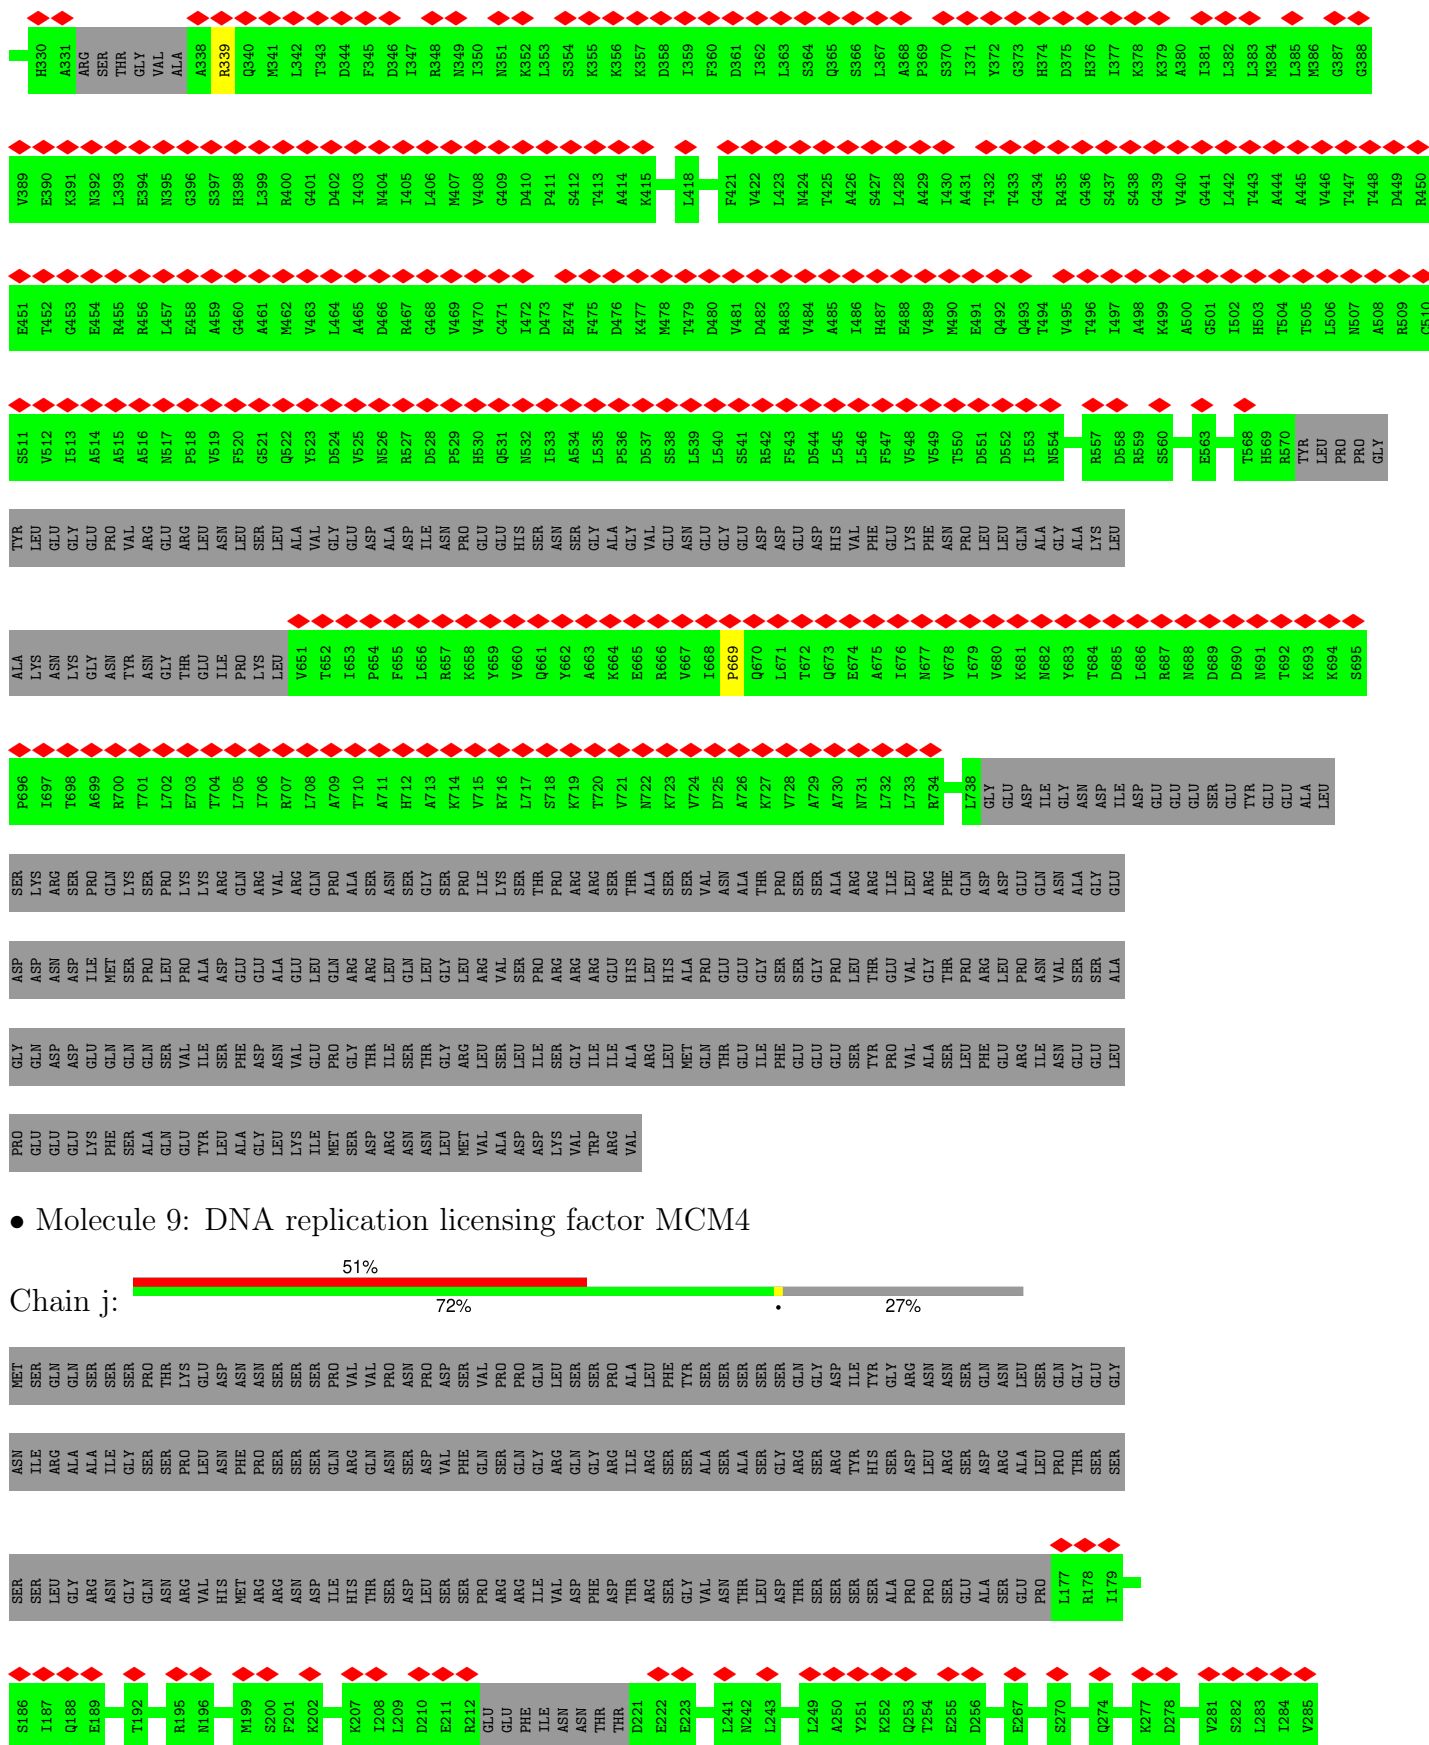 H330 A331 ARG SER THR GLY VAL ALA A338 R339 Q340 M341 L342 T343 D344 F345 D346 I347 R348 N349 I350 N351 K352 L353 S354 K355 K356 K357 D358 I359 F360 D361 I362 L363 S364 Q365 S366 L367 A368 P369 S370 I371 Y372 G373 H374 D375 H376 I377 K378 K379 A380 I381 L382 L383 M384 L385 M386 G387 G388
V389 E390 K391 N392 L393 E394 N395 G396 S397 H398 L399 R400 G401 D402 I403 N404 I405 L406 M407 V408 G409 D410 P411 S412 T413 A414 K415 L418 F421 V422 L423 N424 T425 A426 S427 L428 A429 I430 A431 T432 T433 G434 R435 G436 S437 S438 G439 V440 G441 L442 T443 A444 A445 V446 T447 T448 D449 R450
E451 T452 G453 E454 R455 R456 L457 E458 A459 G460 A461 M462 V463 L464 A465 D466 R467 G468 V469 V470 C471 I472 D473 E474 F475 D476 K477 M478 T479 D480 V481 D482 R483 V484 A485 I486 H487 E488 V489 M490 E491 Q492 Q493 T494 V495 T496 I497 A498 K499 A500 G501 I502 H503 T504 T505 L506 N507 A508 R509 C510
S511 V512 I513 A514 A515 A516 N517 P518 V519 F520 G521 Q522 Y523 D524 V525 N526 R527 D528 P529 H530 Q531 N532 I533 A534 L535 P536 D537 S538 L539 L540 S541 R542 F543 D544 L545 L546 F547 V548 V549 T550 D551 D552 I553 N554 R557 D558 R559 S560 E563 T568 H569 R570 TYR LEU PRO PRO GLY
TYR LEU GLU GLY GLU PRO VAL ARG GLU ARG LEU ASN LEU SER LEU ALA VAL GLY GLU ASP ALA ASP ILE ASN PRO GLU GLU HIS SER ASN SER GLY ALA GLY VAL GLU ASN GLU GLY GLU ASP ASP GLU ASP HIS VAL PHE GLU LYS PHE ASN PRO LEU LEU GLN ALA GLY ALA LYS LEU
ALA LYS ASN LYS GLY ASN TYR ASN GLY THR GLU ILE PRO LYS LEU V651 T652 I653 P654 F655 L656 R657 K658 Y659 V660 Q661 Y662 A663 K664 E665 R666 V667 I668 P669 Q670 L671 T672 Q673 E674 A675 I676 N677 V678 I679 V680 K681 N682 Y683 T684 D685 L686 R687 N688 D689 D690 N691 T692 K693 K694 S695
P696 I697 T698 A699 R700 T701 L702 E703 T704 L705 I706 R707 L708 A709 T710 A711 H712 A713 K714 V715 R716 L717 S718 K719 T720 V721 N722 K723 V724 D725 A726 K727 V728 A729 A730 N731 L732 L733 R734 L738 GLY GLU ASP ILE GLY ASN ASP ILE ASP GLU GLU GLU SER GLU TYR GLU GLU ALA LEU
SER LYS ARG SER PRO GLN LYS SER PRO LYS LYS ARG GLN ARG VAL ARG GLN PRO ALA SER ASN SER GLY SER PRO ILE LYS SER THR PRO ARG ARG SER THR ALA SER SER VAL ASN ALA THR PRO SER SER ALA ARG ARG ILE LEU ARG PHE GLN ASP ASP GLU GLN ASN ALA GLY GLU
ASP ASP ASN ASP ILE MET SER PRO LEU PRO ALA ASP GLU GLU ALA GLU LEU GLN ARG ARG LEU GLN LEU GLY LEU ARG VAL SER PRO ARG ARG ARG GLU HIS LEU HIS ALA PRO GLU GLU GLY SER SER GLY PRO LEU THR GLU VAL GLY THR PRO ARG LEU PRO ASN VAL SER SER ALA
GLY GLN ASP ASP GLU GLN GLN GLN SER VAL ILE SER PHE ASP ASN VAL GLU PRO GLY THR ILE SER THR GLY ARG LEU SER LEU ILE SER GLY ILE ILE ALA ARG LEU MET GLN THR GLU ILE PHE GLU GLU GLU SER TYR PRO VAL ALA SER LEU PHE GLU ARG ILE ASN GLU GLU LEU
PRO GLU GLU GLU LYS PHE SER ALA GLN GLU TYR LEU ALA GLY LEU LYS ILE MET SER ASP ARG ASN ASN LEU MET VAL ALA ASP ASP LYS VAL TRP ARG VAL
• Molecule 9: DNA replication licensing factor MCM4
51%
Chain j:
72% • 27%
MET SER GLN GLN SER SER SER PRO THR LYS GLU ASP ASN ASN SER SER SER PRO VAL VAL PRO ASN PRO ASP SER VAL PRO PRO GLN LEU SER SER PRO ALA LEU PHE TYR SER SER SER SER SER GLN GLY ASP ILE TYR GLY ARG ASN ASN SER GLN ASN LEU SER GLN GLY GLU GLY
ASN ILE ARG ALA ALA ILE GLY SER SER PRO LEU ASN PHE PRO SER SER SER GLN ARG GLN ASN SER ASP VAL PHE GLN SER GLN GLY ARG GLN GLY ARG ILE ARG SER SER ALA SER ALA SER GLY ARG SER ARG TYR HIS SER ASP LEU ARG SER ASP ARG ALA LEU PRO THR SER SER
SER SER LEU GLY ARG ASN GLY GLN ASN ARG VAL HIS MET ARG ARG ASN ASP ILE HIS THR SER ASP LEU SER SER PRO ARG ARG ILE VAL ASP PHE ASP THR ARG SER GLY VAL ASN THR LEU ASP THR SER SER SER SER ALA PRO PRO SER GLU ALA SER GLU PRO L177 R178 I179
S186 I187 Q188 E189 T192 R195 N196 M199 S200 F201 K202 K207 I208 L209 D210 E211 R212 GLU GLU PHE ILE ASN ASN THR THR D221 E222 E223 L241 N242 L243 L249 A250 Y251 K252 Q253 T254 E255 D256 E267 S270 Q274 K277 D278 V281 S282 L283 I284 V285